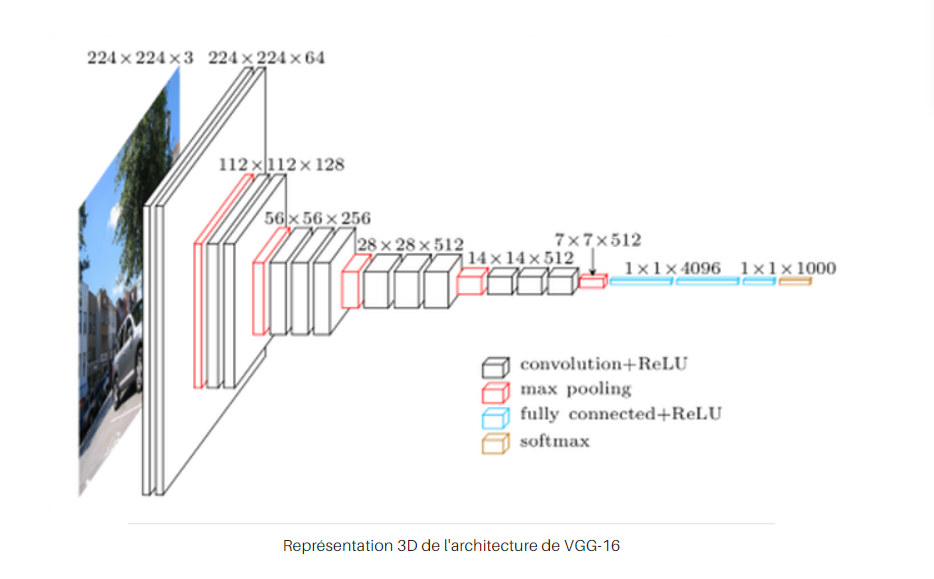 224×224×3 224×224×64
112×112×128
56×56×256
28×28×512
14×14×512
7×7×512
1×1×4096 1×1×1000
convolution+ReLU
max pooling
fully connected+ReLU
softmax
Représentation 3D de l'architecture de VGG-16